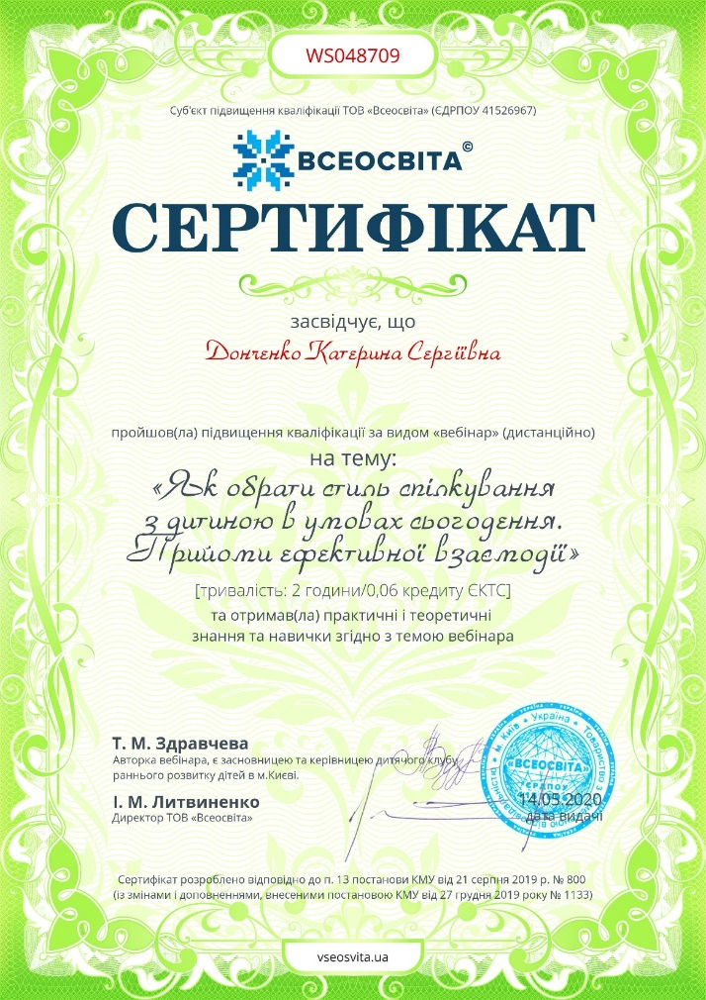 WS048709
Суб'єкт підвищення кваліфікації ТОВ «Всеосвіта» (ЄДРПОУ 41526967)
ВСЕОСВІТА©
СЕРТИФІКАТ
засвідчує, що
Донченко Катерина Сергіївна
пройшов(ла) підвищення кваліфікації за видом «вебінар» (дистанційно)
на тему:
«Як обрати стиль спілкування
з дитиною в умовах сьогодення.
Прийоми ефективної взаємодії»
[тривалість: 2 години/0,06 кредиту ЄКТС]
та отримав(ла) практичні і теоретичні
знання та навички згідно з темою вебінара
Т. М. Здравчева
Авторка вебінара, є засновницею та керівницею дитячого клубу
раннього розвитку дітей в м.Києві.
І. М. Литвиненко
Директор ТОВ «Всеосвіта»
м. Київ * Україна * Товариство з
«ВСЕОСВІТА»
ЄДРПОУ
14.05.2020
дата видачі
Сертифікат розроблено відповідно до п. 13 постанови КМУ від 21 серпня 2019 р. № 800
(із змінами і доповненнями, внесеними постановою КМУ від 27 грудня 2019 року № 1133)
vseosvita.ua